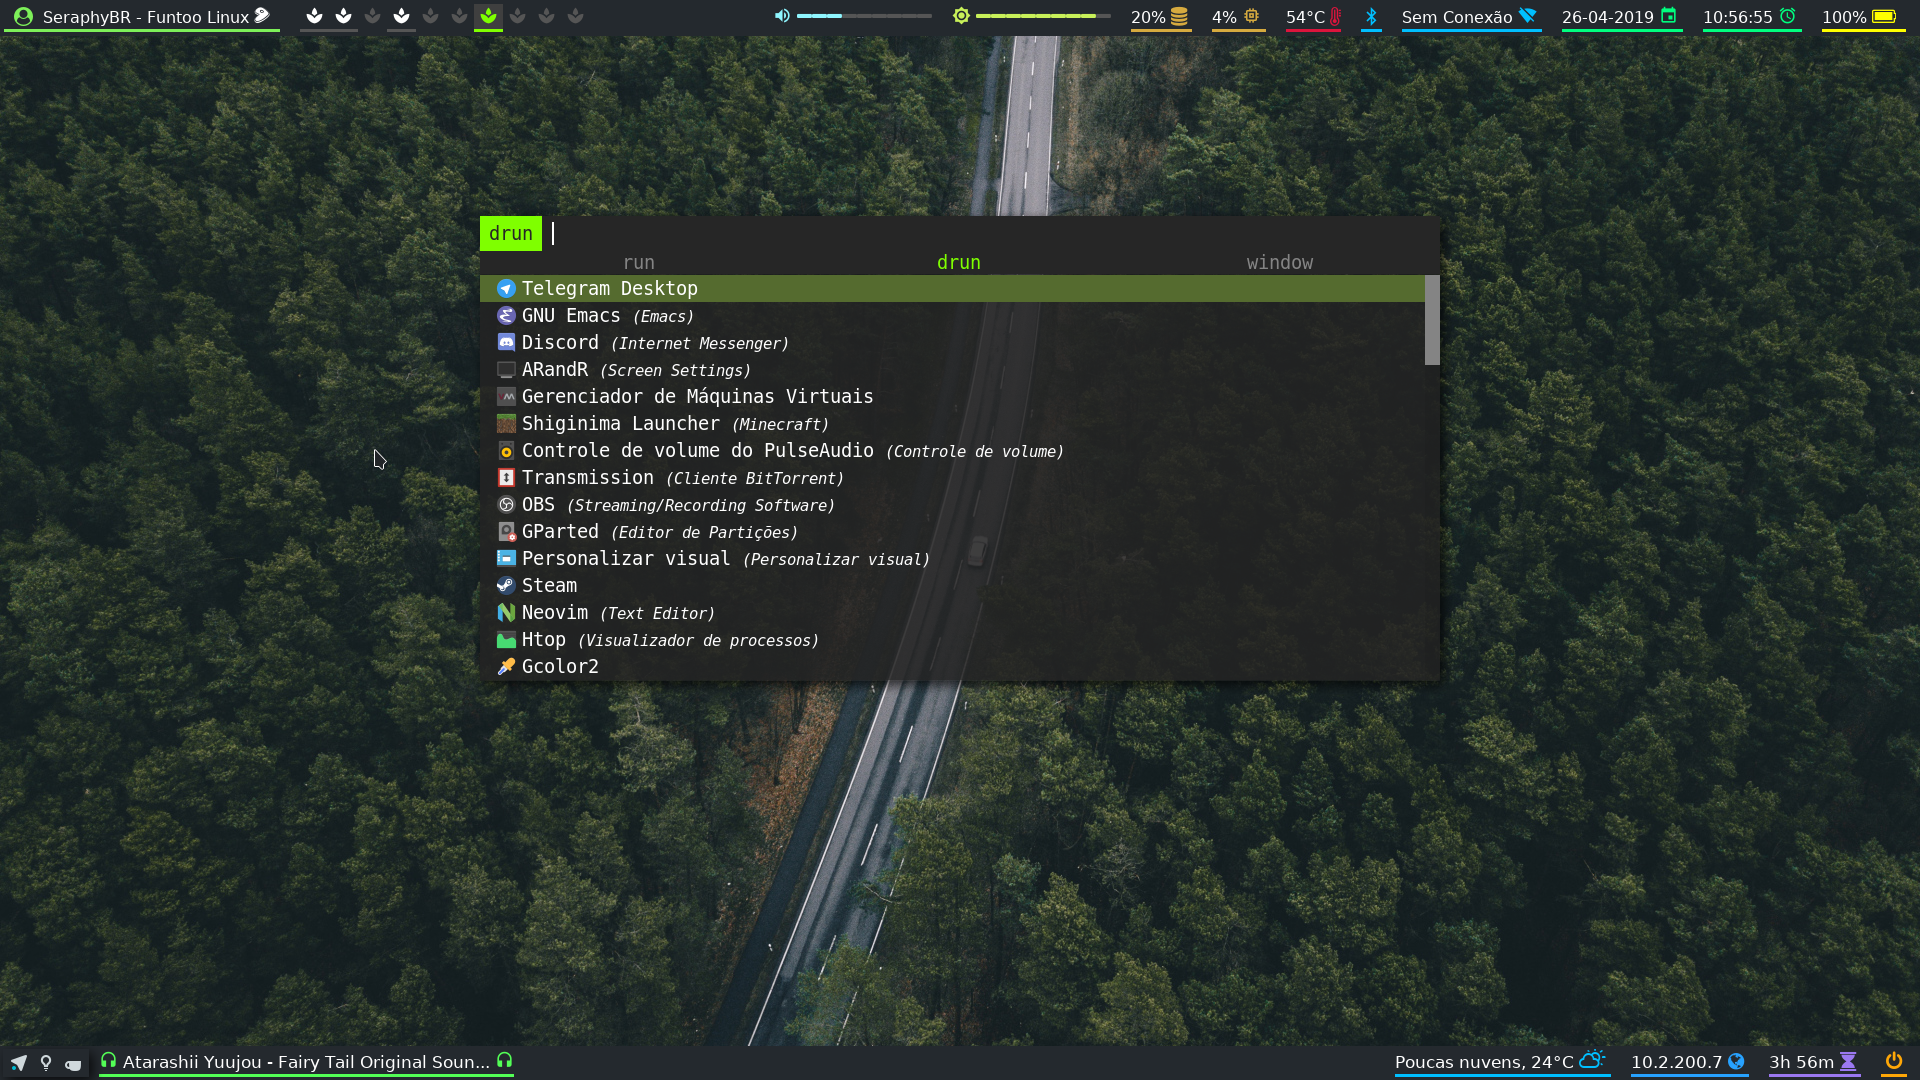 SeraphyBR - Funtoo Linux 20% 4% 54°C Sem Conexão 26-04-2019 10:56:55 100%
drun
run drun window
Telegram Desktop
GNU Emacs (Emacs)
Discord (Internet Messenger)
ARandR (Screen Settings)
Gerenciador de Máquinas Virtuais
Shiginima Launcher (Minecraft)
Controle de volume do PulseAudio (Controle de volume)
Transmission (Cliente BitTorrent)
OBS (Streaming/Recording Software)
GParted (Editor de Partições)
Personalizar visual (Personalizar visual)
Steam
Neovim (Text Editor)
Htop (Visualizador de processos)
Gcolor2
Atarashii Yuujou - Fairy Tail Original Soun... Poucas nuvens, 24°C 10.2.200.7 3h 56m